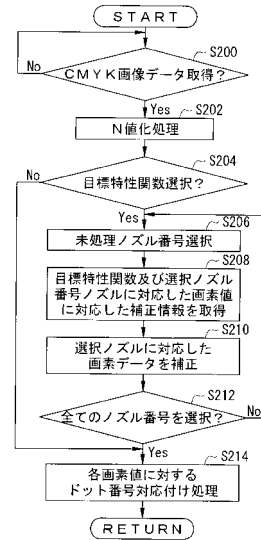 START
S200
CMYK画像データ取得?
No
Yes
S202
N値化処理
S204
No
目標特性関数選択?
Yes
S206
未処理ノズル番号選択
S208
目標特性関数及び選択ノズル
番号ノズルに対応した画素値
に対応した補正情報を取得
S210
選択ノズルに対応した
画素データを補正
S212
全てのノズル番号を選択?
No
Yes
S214
各画素値に対する
ドット番号対応付け処理
RETURN